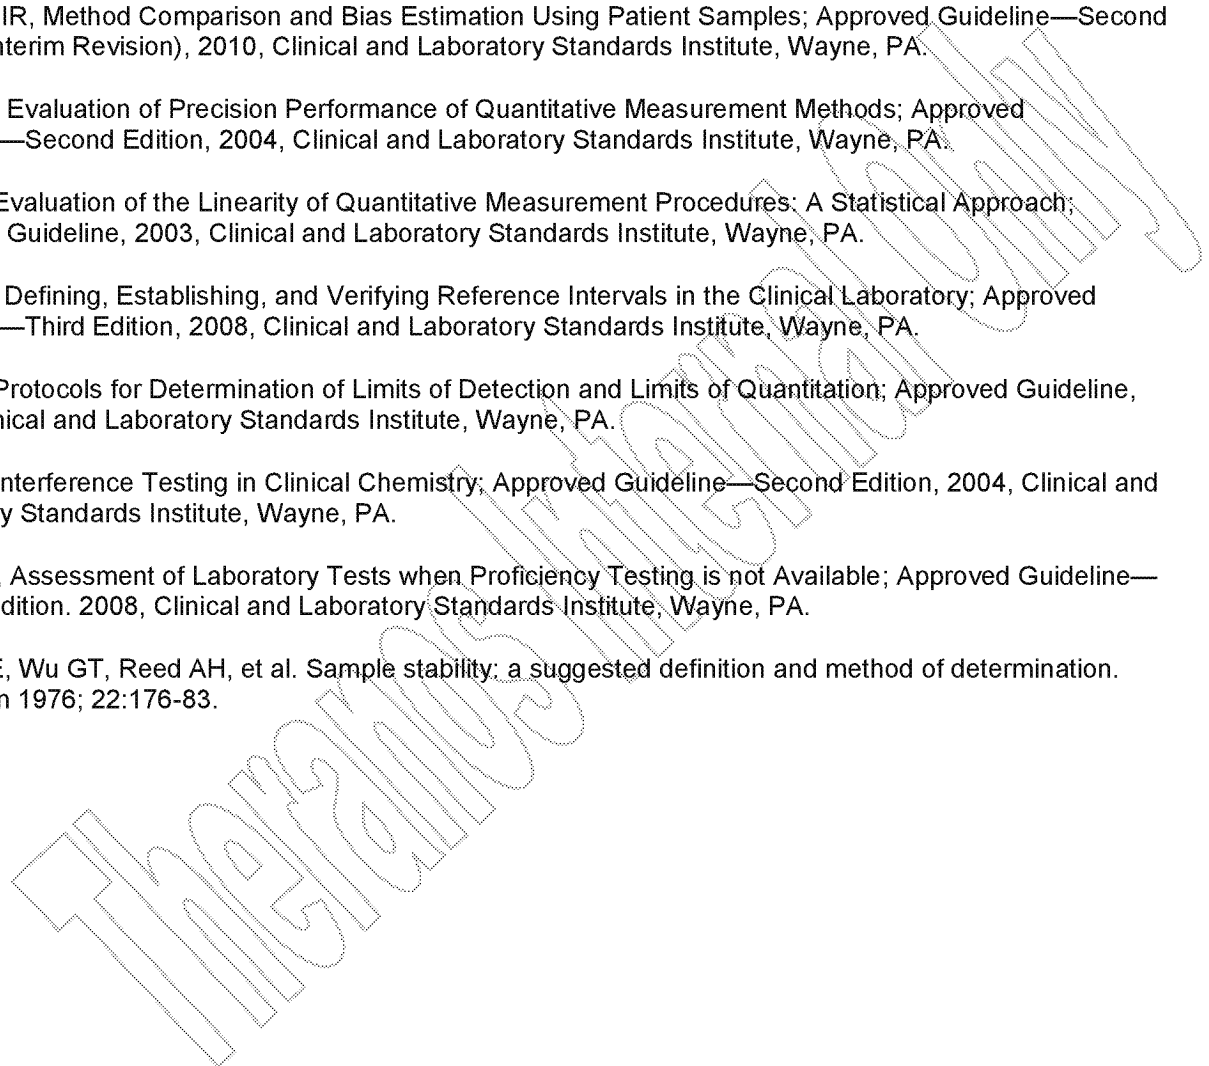 IR, Method Comparison and Bias Estimation Using Patient Samples; Approved Guideline—Second
nterim Revision), 2010, Clinical and Laboratory Standards Institute, Wayne, PA.
Evaluation of Precision Performance of Quantitative Measurement Methods; Approved
—Second Edition, 2004, Clinical and Laboratory Standards Institute, Wayne, PA.
Evaluation of the Linearity of Quantitative Measurement Procedures: A Statistical Approach;
Guideline, 2003, Clinical and Laboratory Standards Institute, Wayne, PA.
Defining, Establishing, and Verifying Reference Intervals in the Clinical Laboratory; Approved
—Third Edition, 2008, Clinical and Laboratory Standards Institute, Wayne, PA.
Protocols for Determination of Limits of Detection and Limits of Quantitation; Approved Guideline,
nical and Laboratory Standards Institute, Wayne, PA.
nterference Testing in Clinical Chemistry; Approved Guideline—Second Edition, 2004, Clinical and
y Standards Institute, Wayne, PA.
, Assessment of Laboratory Tests when Proficiency Testing is not Available; Approved Guideline—
dition. 2008, Clinical and Laboratory Standards Institute, Wayne, PA.
E, Wu GT, Reed AH, et al. Sample stability: a suggested definition and method of determination.
n 1976; 22:176-83.
Theranos Internal Only